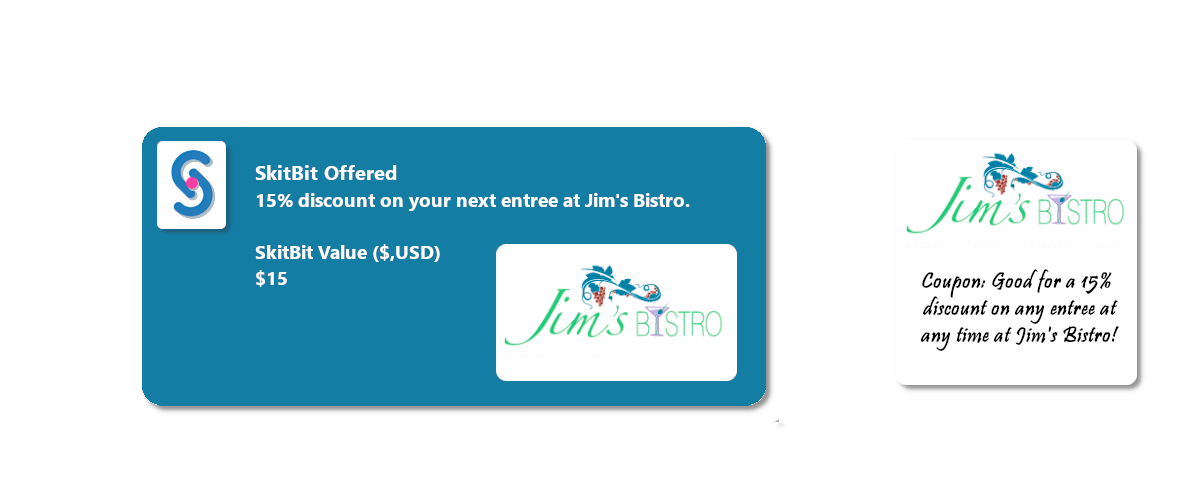 SkitBit Offered
15% discount on your next entree at Jim's Bistro.
SkitBit Value ($,USD)
$15
Jim's BISTRO
Jim's BISTRO
Coupon: Good for a 15%
discount on any entree at
any time at Jim's Bistro!